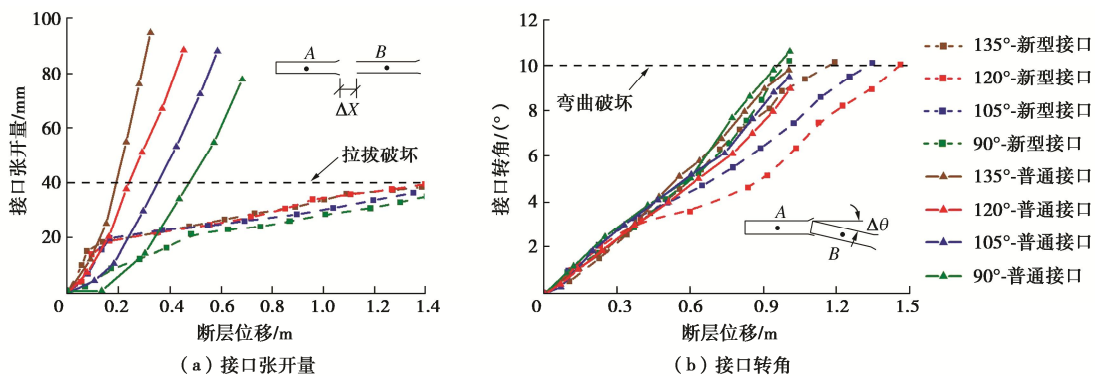 接口张开量/mm
100
80
60
40
20
0
0.2
0.4
0.6
0.8
1.0
1.2
1.4
断层位移/m
A
B
ΔX
拉拔破坏
(a)接口张开量
接口转角/(°)
12
10
8
6
4
2
0
0.3
0.6
0.9
1.2
1.5
断层位移/m
弯曲破坏
A
B
Δθ
(b)接口转角
135°-新型接口
120°-新型接口
105°-新型接口
90°-新型接口
135°-普通接口
120°-普通接口
105°-普通接口
90°-普通接口